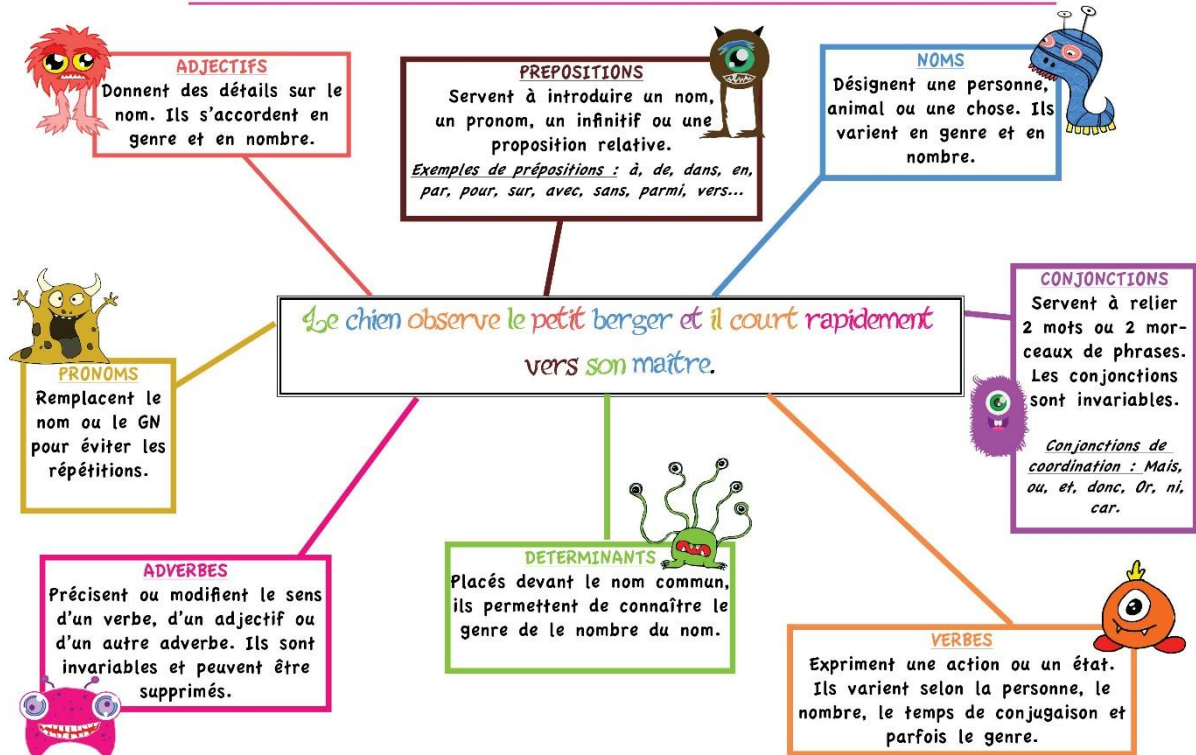 ADJECTIFS
Donnent des détails sur le
nom. Ils s'accordent en
genre et en nombre.
PREPOSITIONS
Servent à introduire un nom,
un pronom, un infinitif ou une
proposition relative.
Exemples de prépositions : à, de, dans, en,
par, pour, sur, avec, sans, parmi, vers...
NOMS
Désignent une personne,
animal ou une chose. Ils
varient en genre et en
nombre.
Le chien observe le petit berger et il court rapidement
vers son maître.
CONJONCTIONS
Servent à relier
2 mots ou 2 mor-
ceaux de phrases.
Les conjonctions
sont invariables.
Conjonctions de
coordination : Mais,
ou, et, donc, Or, ni,
car.
PRONOMS
Remplacent le
nom ou le GN
pour éviter les
répétitions.
ADVERBES
Précisent ou modifient le sens
d'un verbe, d'un adjectif ou
d'un autre adverbe. Ils sont
invariables et peuvent être
supprimés.
DETERMINANTS
Placés devant le nom commun,
ils permettent de connaître le
genre de le nombre du nom.
VERBES
Expriment une action ou un état.
Ils varient selon la personne, le
nombre, le temps de conjugaison et
parfois le genre.